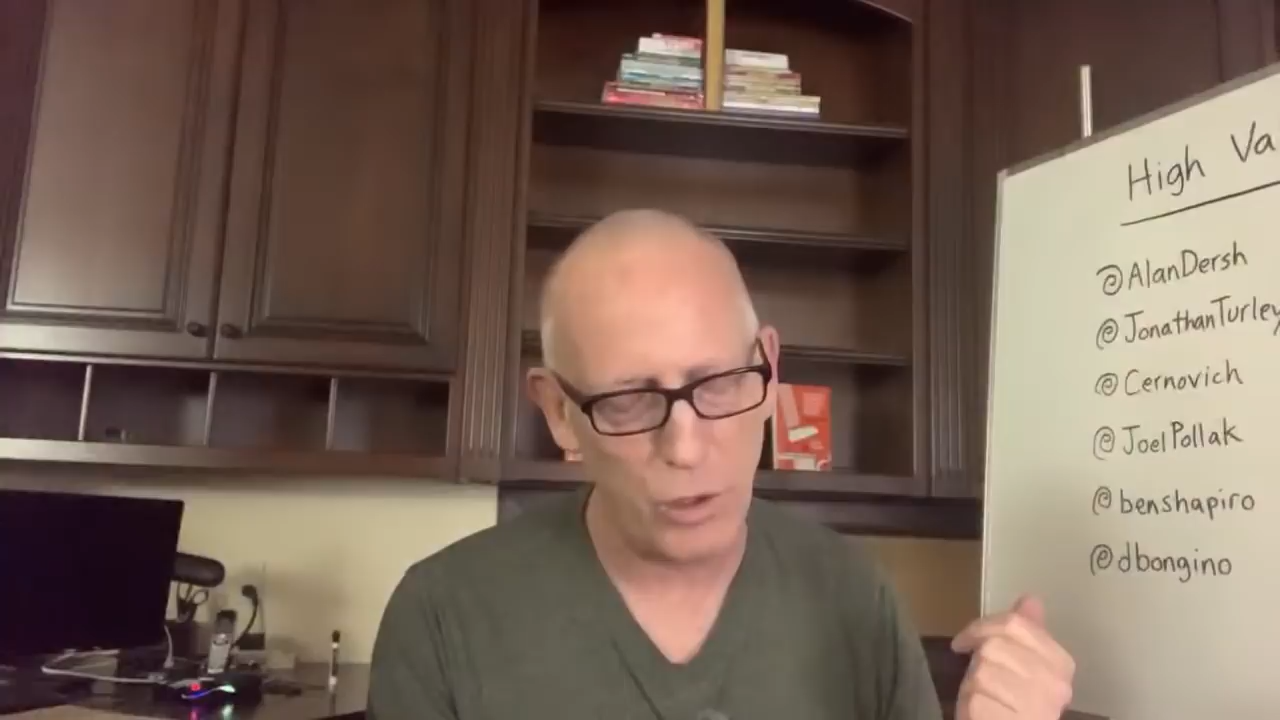 High Va
@AlanDersh
@JonathanTurley
@Cernovich
@JoelPollak
@benshapiro
@dbongino